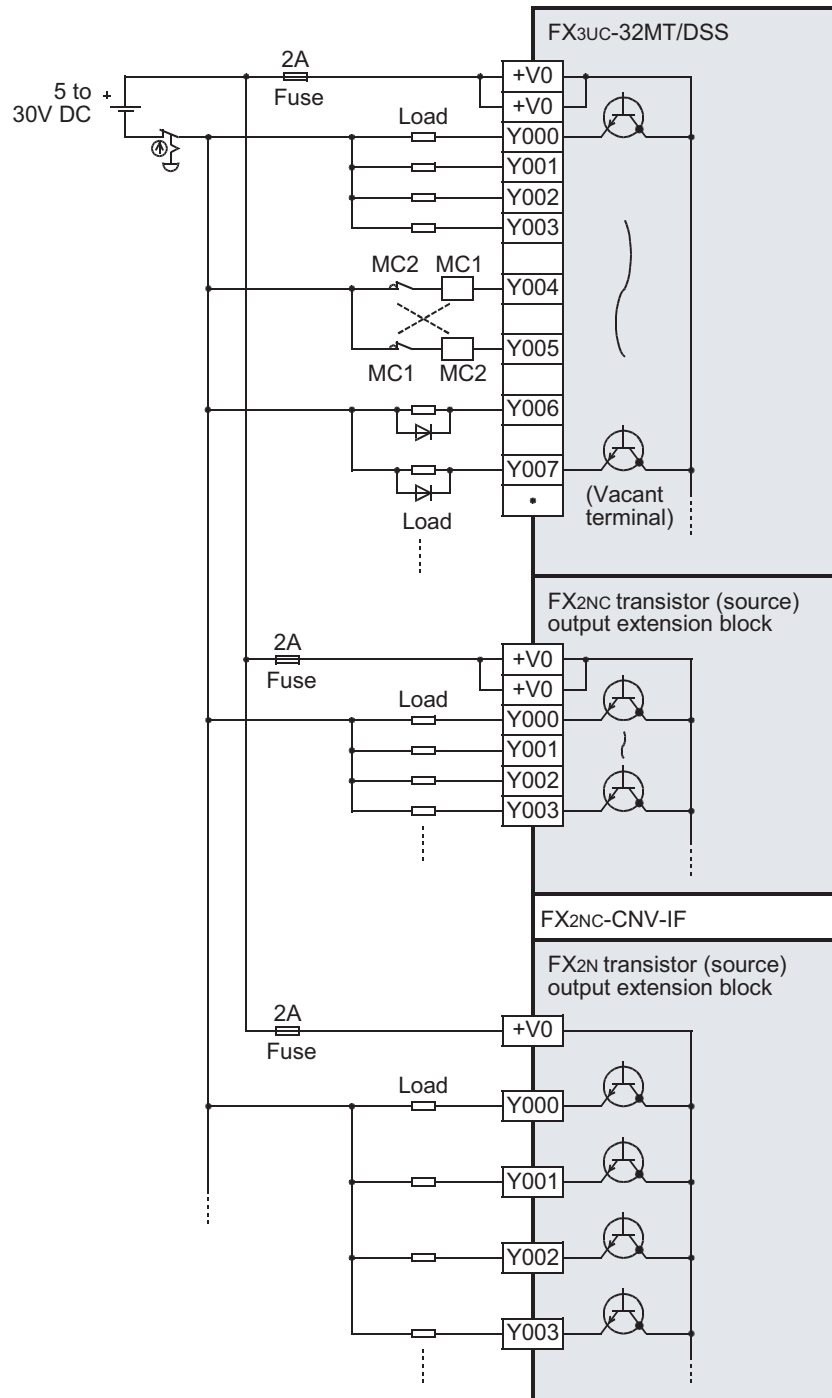 FX3UC-32MT/DSS
2A
Fuse
+V0
+V0
5 to +
30V DC
Load
Y000
Y001
Y002
Y003
MC2 MC1
Y004
Y005
MC1 MC2
Y006
Y007
(Vacant
terminal)
Load
FX2NC transistor (source)
output extension block
2A
Fuse
+V0
+V0
Load
Y000
Y001
Y002
Y003
FX2NC-CNV-IF
FX2N transistor (source)
output extension block
2A
Fuse
+V0
Load
Y000
Y001
Y002
Y003